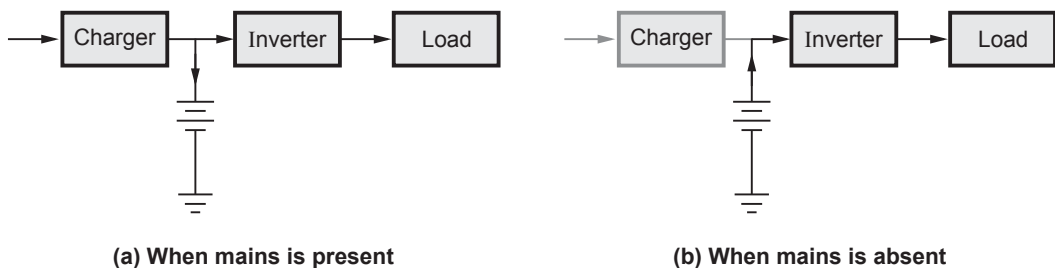 Charger Inverter Load
Charger Inverter Load
(a) When mains is present
(b) When mains is absent